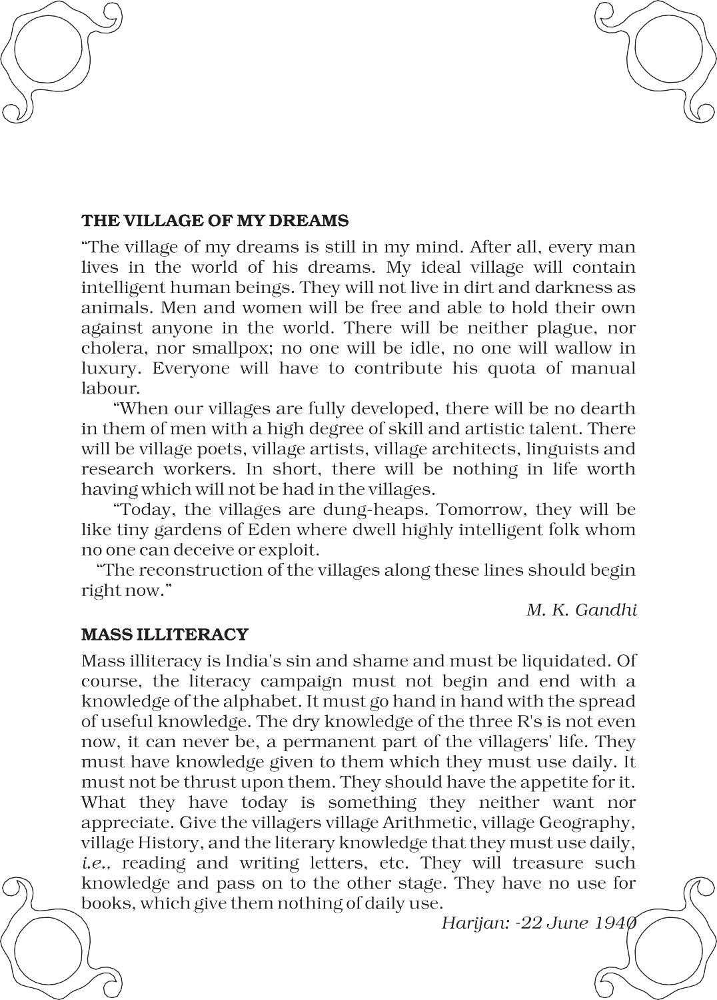 THE VILLAGE OF MY DREAMS
“The village of my dreams is still in my mind. After all, every man
lives in the world of his dreams. My ideal village will contain
intelligent human beings. They will not live in dirt and darkness as
animals. Men and women will be free and able to hold their own
against anyone in the world. There will be neither plague, nor
cholera, nor smallpox; no one will be idle, no one will wallow in
luxury. Everyone will have to contribute his quota of manual
labour.
“When our villages are fully developed, there will be no dearth
in them of men with a high degree of skill and artistic talent. There
will be village poets, village artists, village architects, linguists and
research workers. In short, there will be nothing in life worth
having which will not be had in the villages.
“Today, the villages are dung-heaps. Tomorrow, they will be
like tiny gardens of Eden where dwell highly intelligent folk whom
no one can deceive or exploit.
“The reconstruction of the villages along these lines should begin
right now.”
M. K. Gandhi
MASS ILLITERACY
Mass illiteracy is India's sin and shame and must be liquidated. Of
course, the literacy campaign must not begin and end with a
knowledge of the alphabet. It must go hand in hand with the spread
of useful knowledge. The dry knowledge of the three R's is not even
now, it can never be, a permanent part of the villagers' life. They
must have knowledge given to them which they must use daily. It
must not be thrust upon them. They should have the appetite for it.
What they have today is something they neither want nor
appreciate. Give the villagers village Arithmetic, village Geography,
village History, and the literary knowledge that they must use daily,
i.e., reading and writing letters, etc. They will treasure such
knowledge and pass on to the other stage. They have no use for
books, which give them nothing of daily use.
Harijan: -22 June 1940